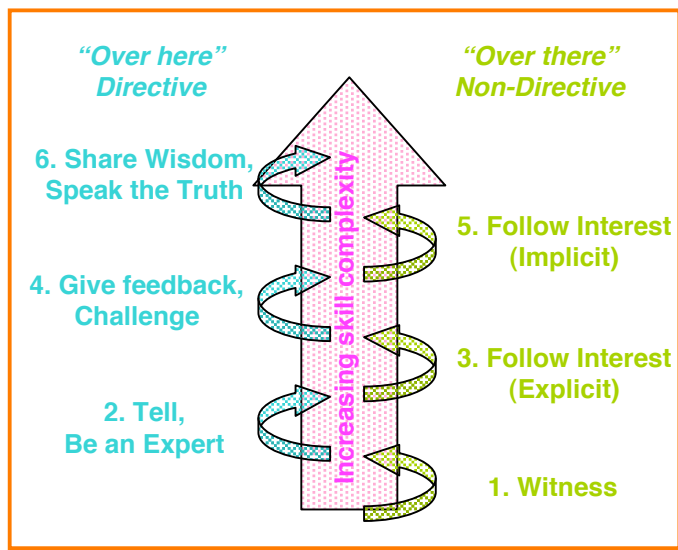 “Over here”
Directive
“Over there”
Non-Directive
6. Share Wisdom,
Speak the Truth
5. Follow Interest
(Implicit)
4. Give feedback,
Challenge
3. Follow Interest
(Explicit)
2. Tell,
Be an Expert
1. Witness
Increasing skill complexity